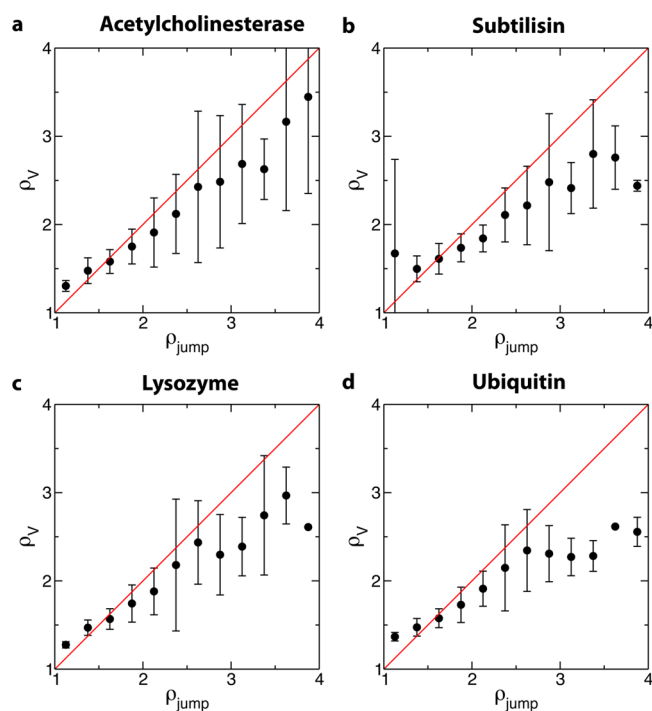 a Acetylcholinesterase
4
3
2
1
ρV
1 2 3 4
ρjump
b Subtilisin
4
3
2
1
ρV
1 2 3 4
ρjump
c Lysozyme
4
3
2
1
ρV
1 2 3 4
ρjump
d Ubiquitin
4
3
2
1
ρV
1 2 3 4
ρjump